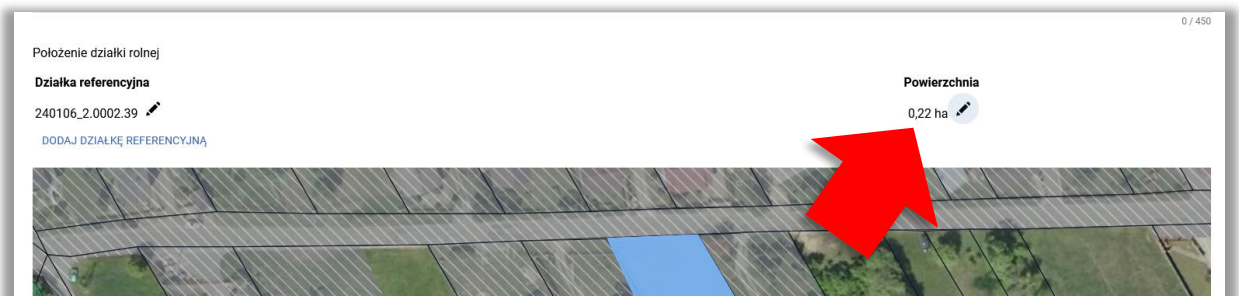 0 / 450
Położenie działki rolnej
Działka referencyjna
Powierzchnia
240106_2.0002.39
0,22 ha
DODAJ DZIAŁKĘ REFERENCYJNĄ